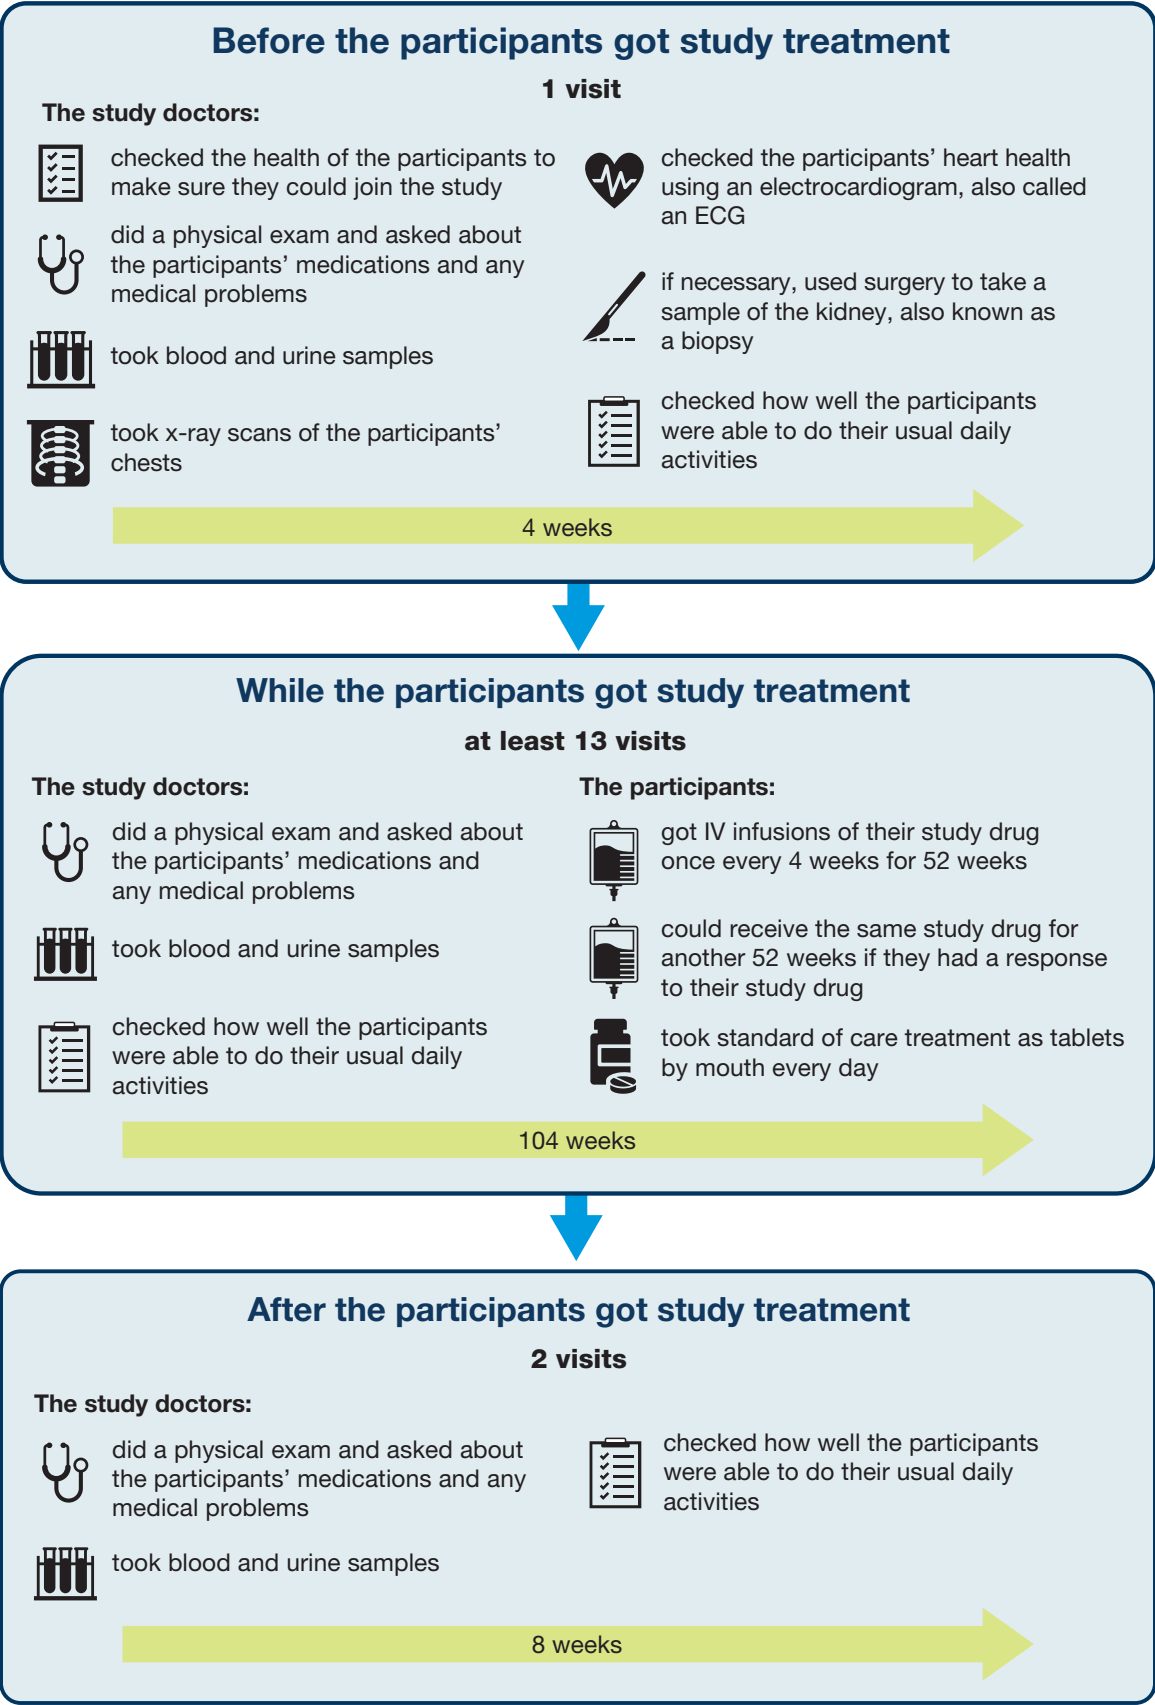 Before the participants got study treatment
1 visit
The study doctors:
checked the health of the participants to
make sure they could join the study
did a physical exam and asked about
the participants' medications and any
medical problems
took blood and urine samples
took x-ray scans of the participants'
chests
checked the participants' heart health
using an electrocardiogram, also called
an ECG
if necessary, used surgery to take a
sample of the kidney, also known as
a biopsy
checked how well the participants
were able to do their usual daily
activities
4 weeks
While the participants got study treatment
at least 13 visits
The study doctors:
did a physical exam and asked about
the participants' medications and
any medical problems
took blood and urine samples
checked how well the participants
were able to do their usual daily
activities
The participants:
got IV infusions of their study drug
once every 4 weeks for 52 weeks
could receive the same study drug for
another 52 weeks if they had a response
to their study drug
took standard of care treatment as tablets
by mouth every day
104 weeks
After the participants got study treatment
2 visits
The study doctors:
did a physical exam and asked about
the participants' medications and any
medical problems
took blood and urine samples
checked how well the participants
were able to do their usual daily
activities
8 weeks